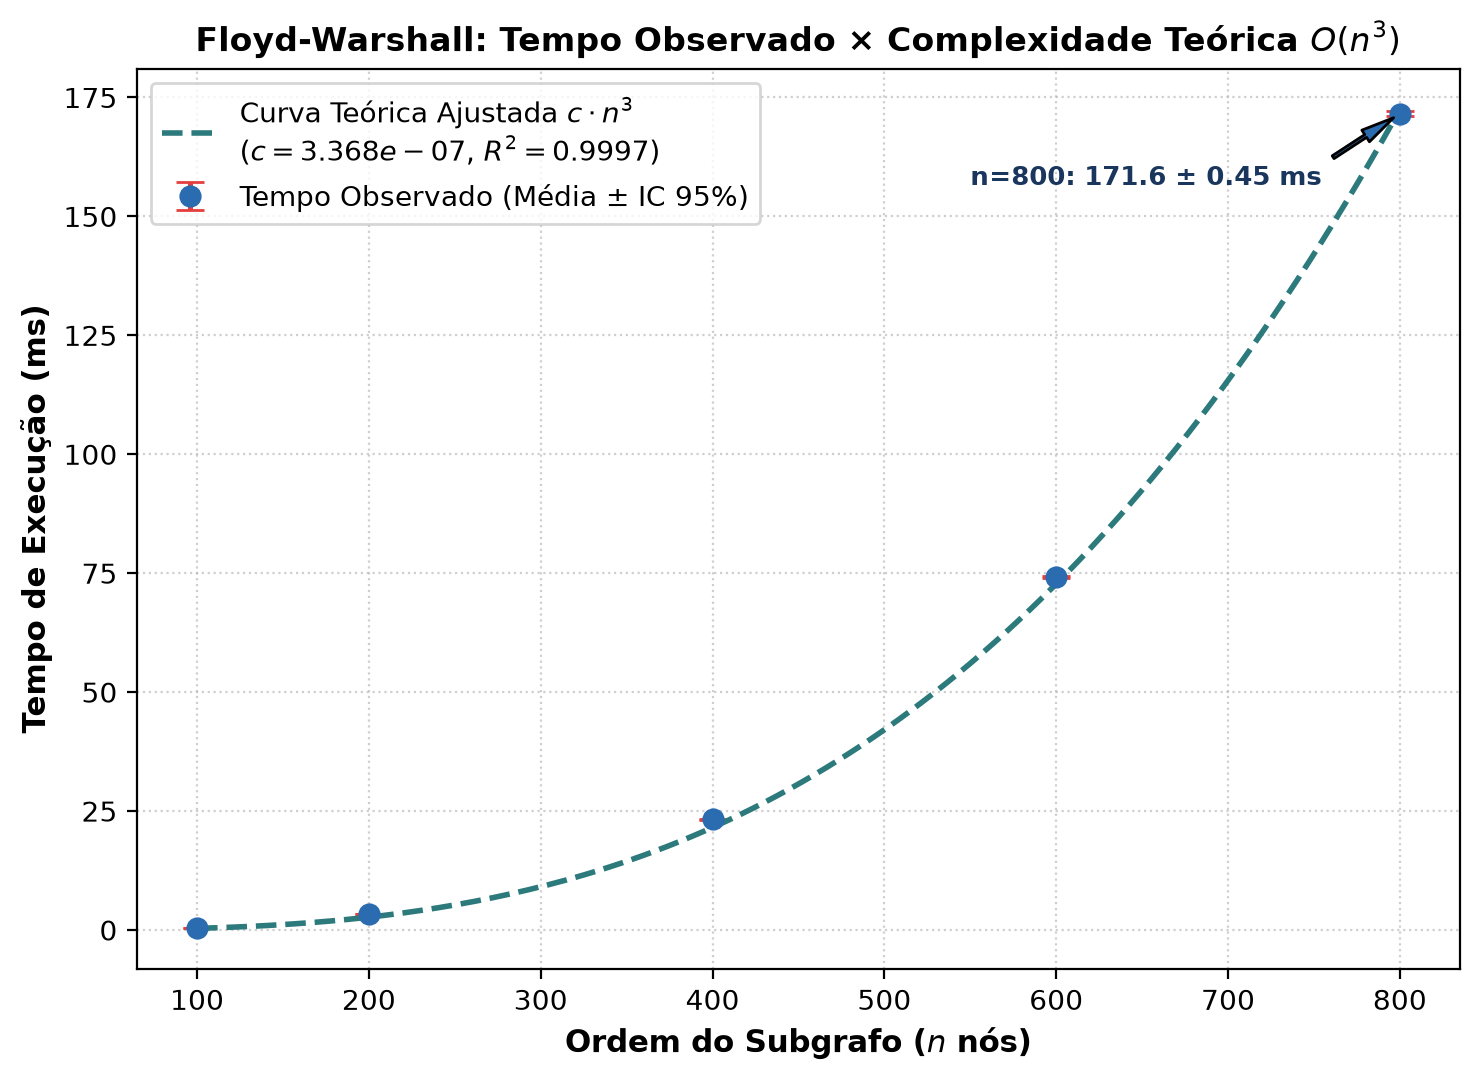 Floyd-Warshall: Tempo Observado × Complexidade Teórica O(n³)
Curva Teórica Ajustada c · n³
(c = 3.368e − 07, R² = 0.9997)
Tempo Observado (Média ± IC 95%)
n=800: 171.6 ± 0.45 ms
Tempo de Execução (ms)
175
150
125
100
75
50
25
0
100 200 300 400 500 600 700 800
Ordem do Subgrafo (n nós)